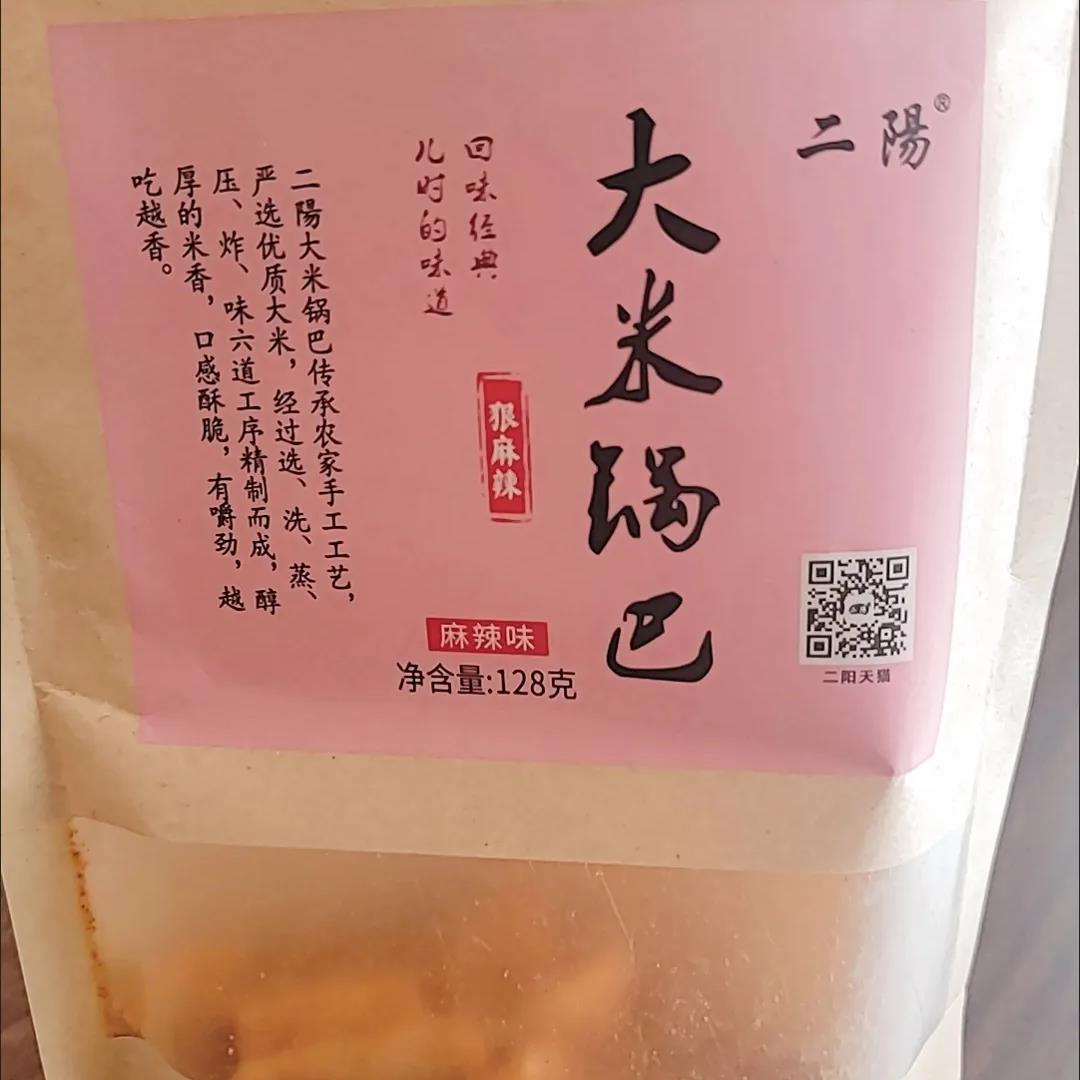 二陽®
大米锅巴
回味经典
儿时的味道
狠麻辣
二陽大米锅巴传承农家手工工艺，
严选优质大米，经过选、洗、蒸、
压、炸、味六道工序精制而成，醇
厚的米香，口感酥脆，有嚼劲，越
吃越香。
麻辣味
净含量:128克
二阳天猫